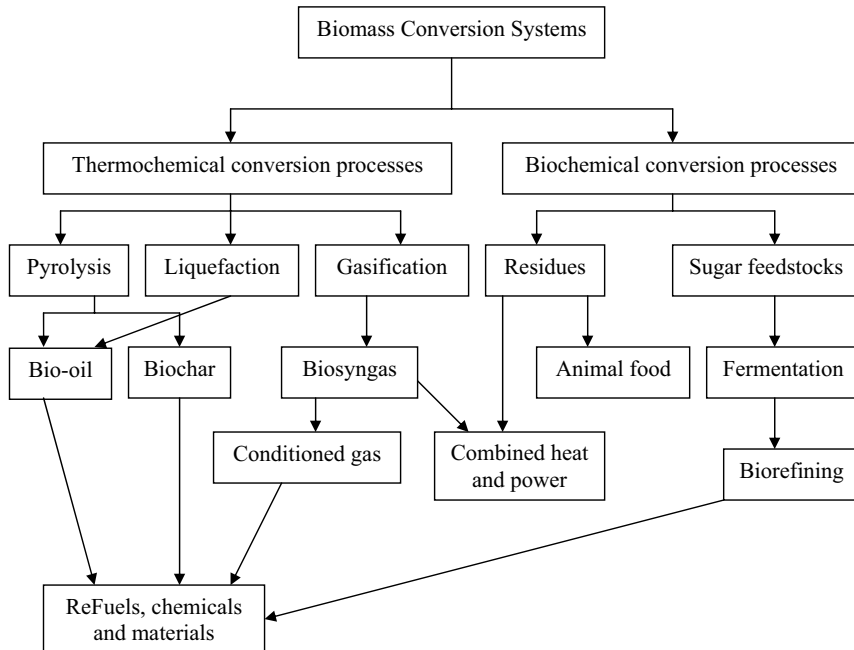 Biomass Conversion Systems
Thermochemical conversion processes
Biochemical conversion processes
Pyrolysis
Liquefaction
Gasification
Residues
Sugar feedstocks
Bio-oil
Biochar
Biosyngas
Animal food
Fermentation
Conditioned gas
Combined heat
and power
Biorefining
ReFuels, chemicals
and materials